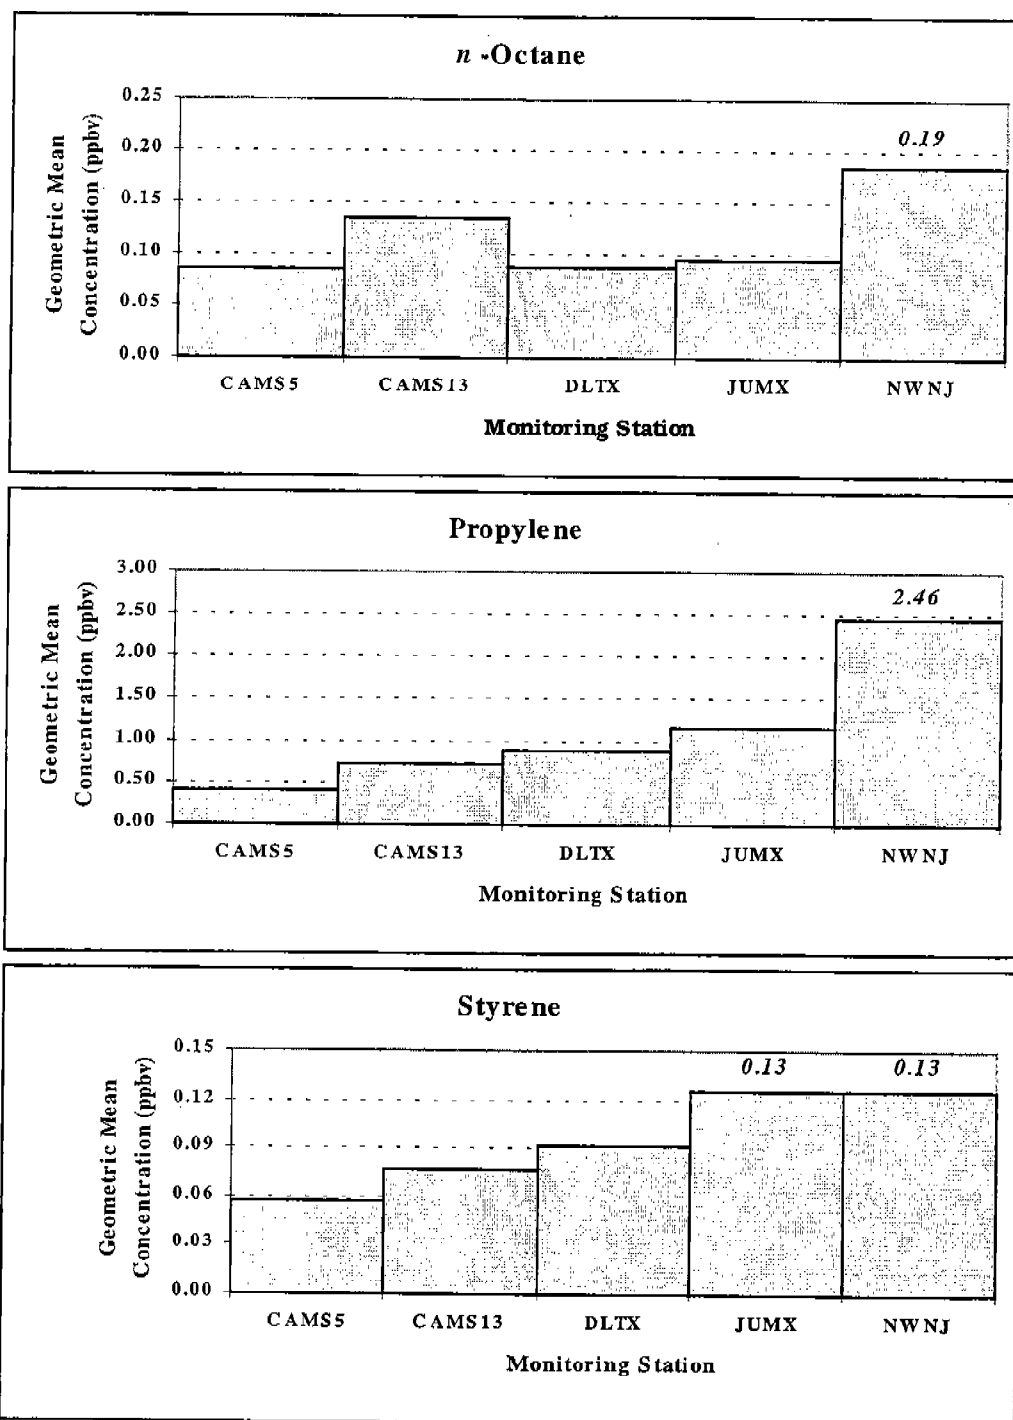 n -Octane
Geometric Mean
Concentration (ppbv)
0.25
0.20
0.15
0.10
0.05
0.00
0.19
CAMS5 CAMS13 DLTX JUMX NWNJ
Monitoring Station
Propylene
Geometric Mean
Concentration (ppbv)
3.00
2.50
2.00
1.50
1.00
0.50
0.00
2.46
CAMS5 CAMS13 DLTX JUMX NWNJ
Monitoring Station
Styrene
Geometric Mean
Concentration (ppbv)
0.15
0.12
0.09
0.06
0.03
0.00
0.13 0.13
CAMS5 CAMS13 DLTX JUMX NWNJ
Monitoring Station